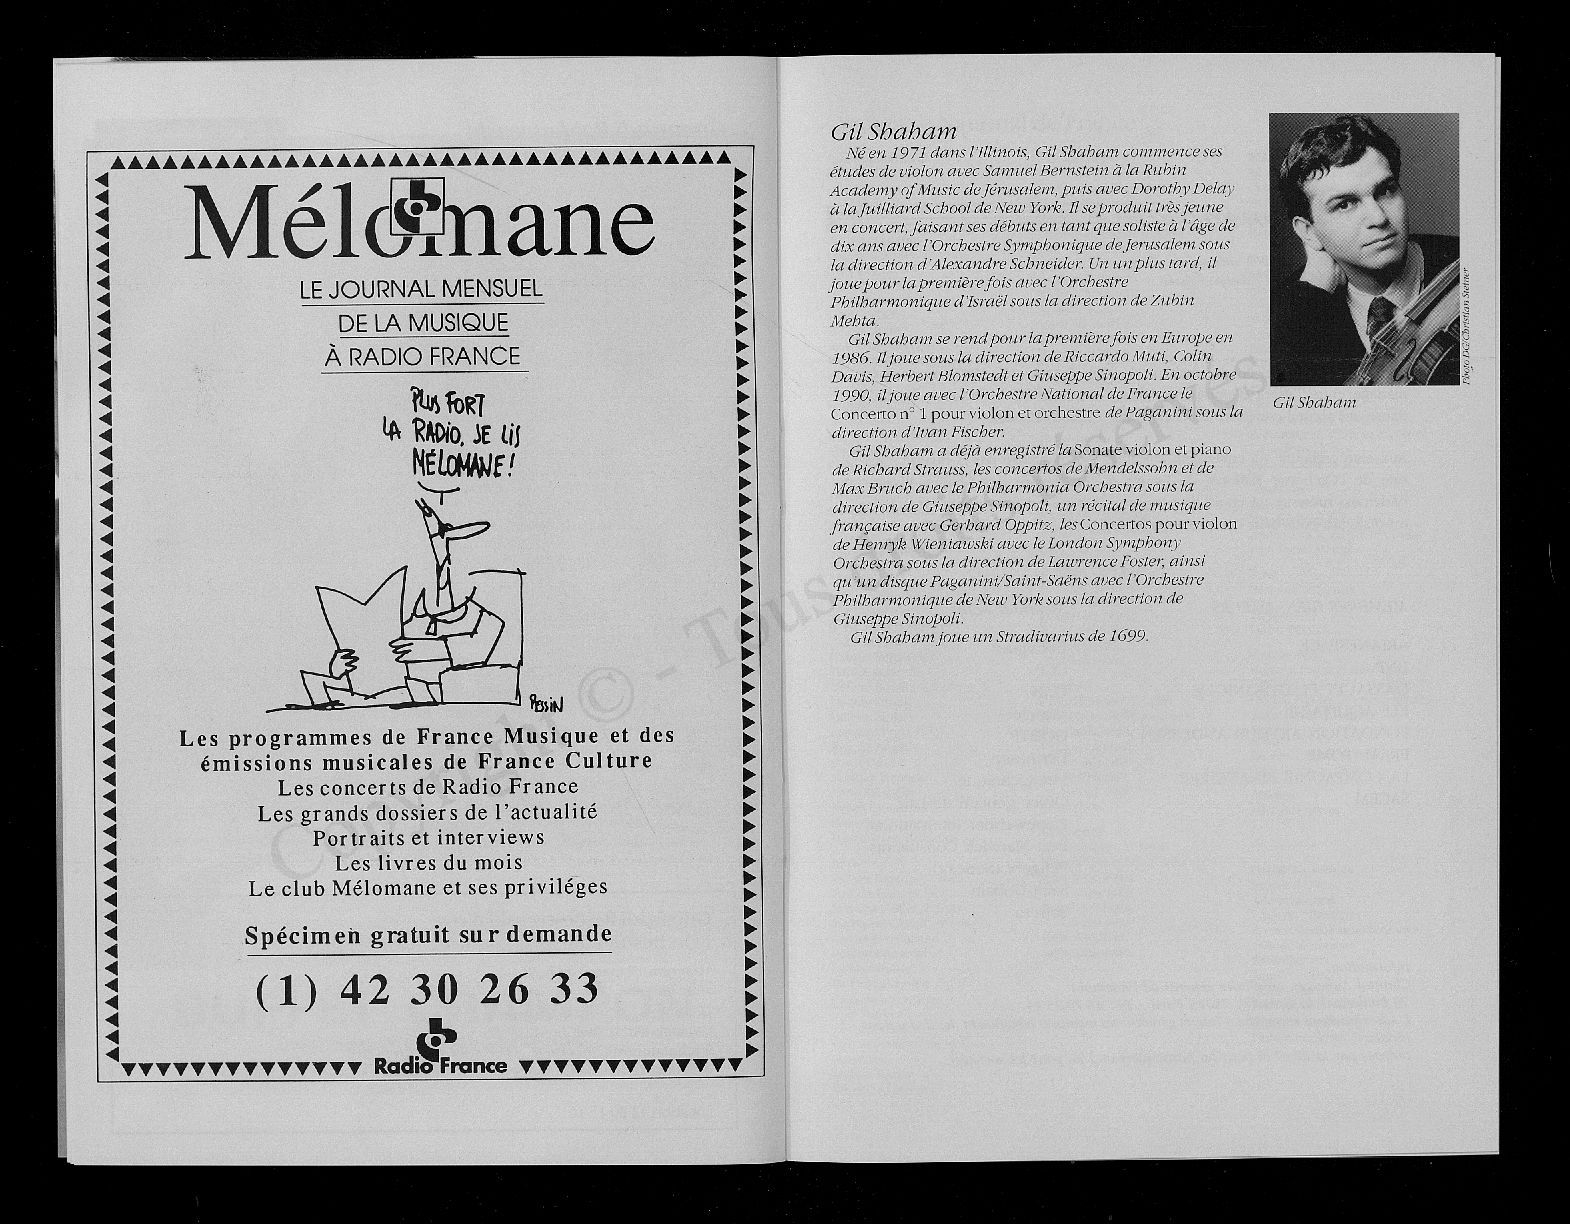 Mélomane
LE JOURNAL MENSUEL
DE LA MUSIQUE
À RADIO FRANCE
PLUS FORT
LA RADIO, JE LIS
MÉLOMANE !
PESSIN
Les programmes de France Musique et des
émissions musicales de France Culture
Les concerts de Radio France
Les grands dossiers de l'actualité
Portraits et interviews
Les livres du mois
Le club Mélomane et ses priviléges
Spécimen gratuit sur demande
(1) 42 30 26 33
Radio France
Gil Shaham
Né en 1971 dans l'Illinois, Gil Shaham commence ses
études de violon avec Samuel Bernstein à la Rubin
Academy of Music de Jérusalem, puis avec Dorothy Delay
à la Juilliard School de New York. Il se produit très jeune
en concert, faisant ses débuts en tant que soliste à l'âge de
dix ans avec l'Orchestre Symphonique de Jerusalem sous
la direction d'Alexandre Schneider. Un un plus tard, il
joue pour la première fois avec l'Orchestre
Philharmonique d'Israël sous la direction de Zubin
Mehta.
Gil Shaham se rend pour la première fois en Europe en
1986. Il joue sous la direction de Riccardo Muti, Colin
Davis, Herbert Blomstedt et Giuseppe Sinopoli. En octobre
1990, il joue avec l'Orchestre National de France le
Concerto n° 1 pour violon et orchestre de Paganini sous la
direction d'Ivan Fischer.
Gil Shaham a déjà enregistré la Sonate violon et piano
de Richard Strauss, les concertos de Mendelssohn et de
Max Bruch avec le Philharmonia Orchestra sous la
direction de Giuseppe Sinopoli, un récital de musique
française avec Gerhard Oppitz, les Concertos pour violon
de Henryk Wieniawski avec le London Symphony
Orchestra sous la direction de Lawrence Foster, ainsi
qu'un disque Paganini/Saint-Saëns avec l'Orchestre
Philharmonique de New York sous la direction de
Giuseppe Sinopoli.
Gil Shaham joue un Stradivarius de 1699.
Photo DG/Christian Steiner
Gil Shaham
Copyright © - Tous droits réservés